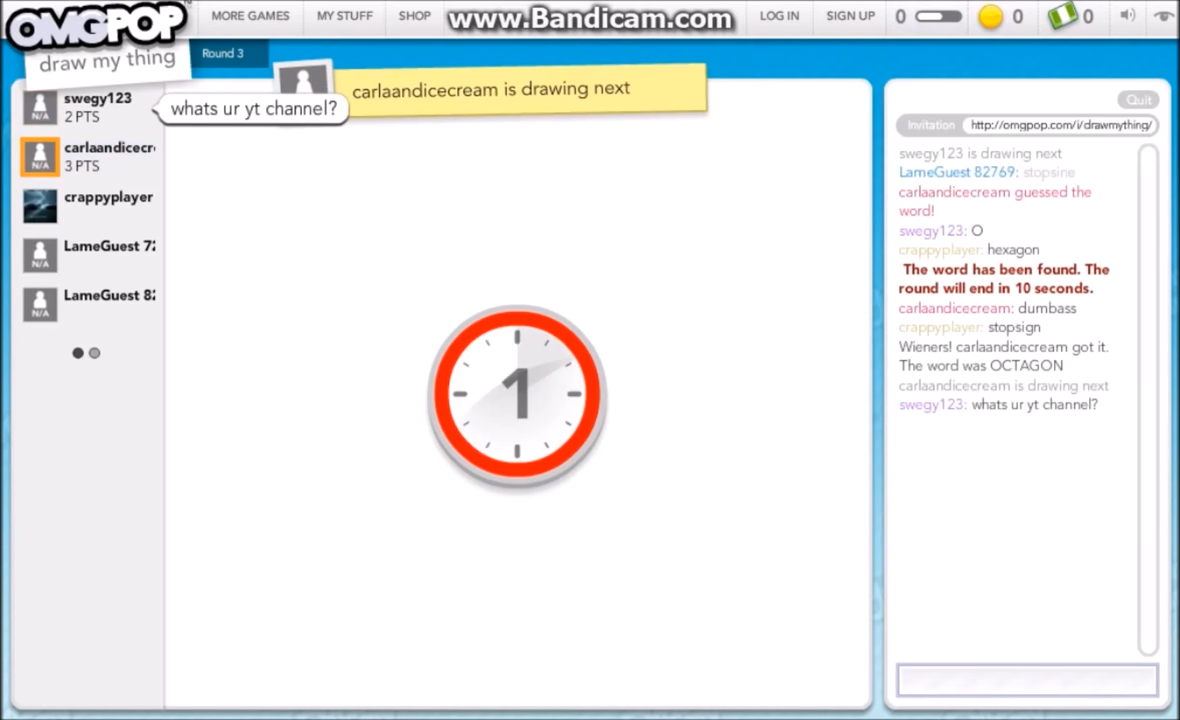 OMGPOP
MORE GAMES
MY STUFF
SHOP
www.Bandicam.com
LOG IN
SIGN UP
0
0
0
draw my thing
Round 3
swegy123
2 PTS
whats ur yt channel?
carlaandicecream is drawing next
carlaandicecr
3 PTS
crappyplayer
LameGuest 72
LameGuest 82
N/A
N/A
N/A
N/A
1
Quit
Invitation http://omgpop.com/i/drawmything/
swegy123 is drawing next
LameGuest 82769: stopsine
carlaandicecream guessed the
word!
swegy123: O
crappyplayer: hexagon
The word has been found. The
round will end in 10 seconds.
carlaandicecream: dumbass
crappyplayer: stopsign
Wieners! carlaandicecream got it.
The word was OCTAGON
carlaandicecream is drawing next
swegy123: whats ur yt channel?